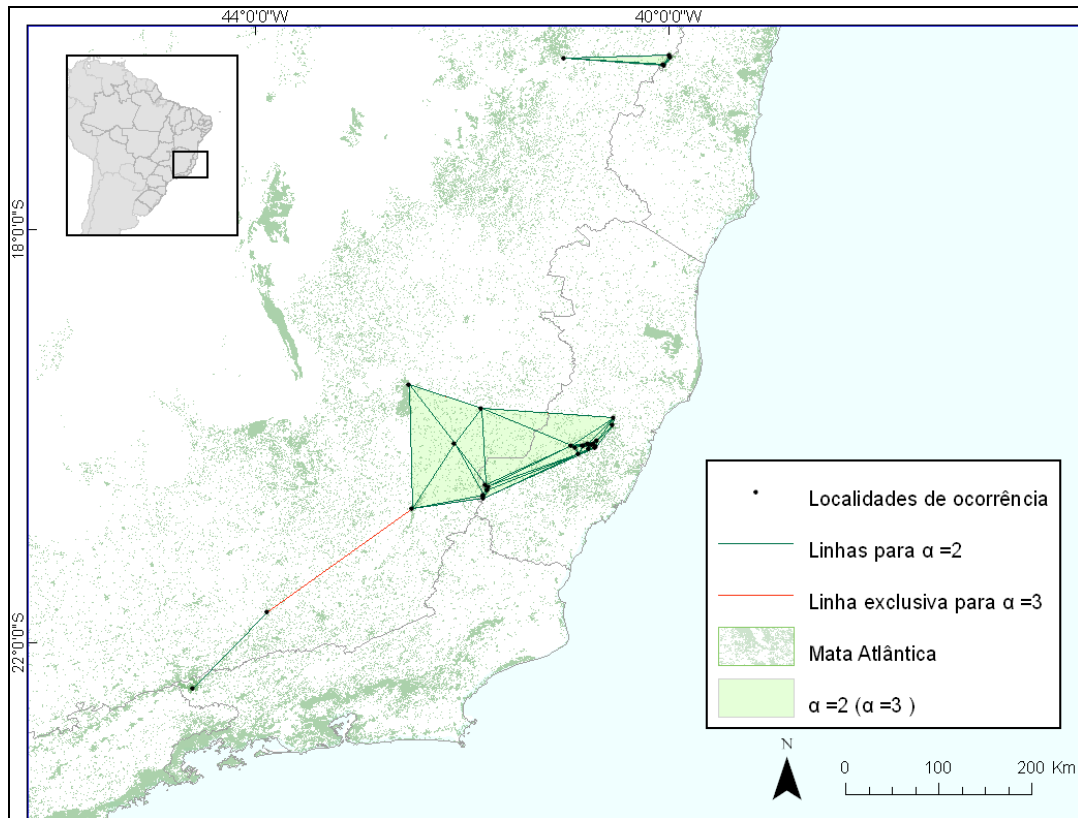 44°0'0"W
40°0'0"W
18°0'0"S
22°0'0"S
Localidades de ocorrência
Linhas para α =2
Linha exclusiva para α =3
Mata Atlântica
α =2 ( α =3 )
N
0 100 200 Km